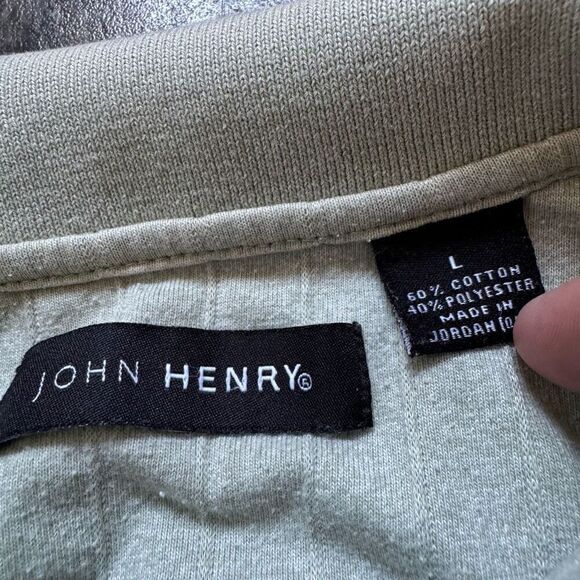 JOHN HENRY®
L
60% COTTON
40% POLYESTER
MADE IN
JORDAN